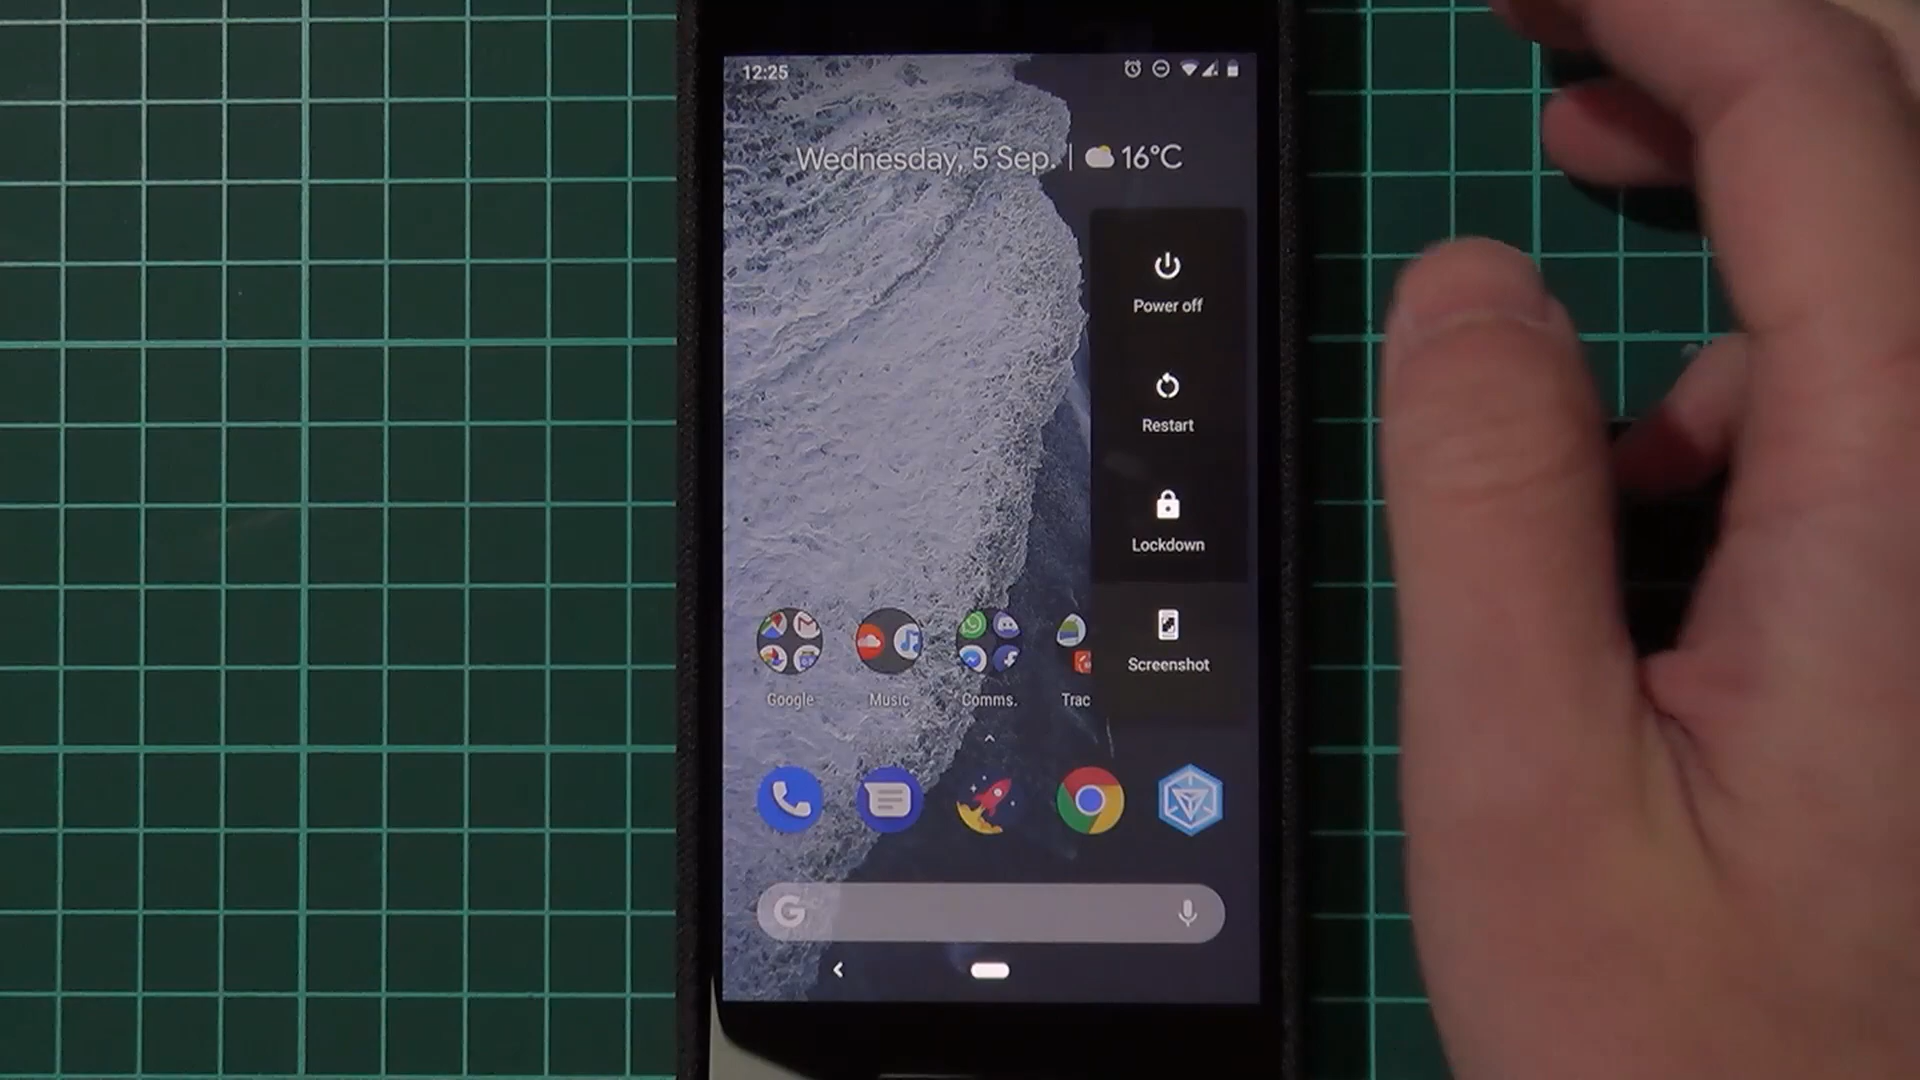 12:25
Wednesday, 5 Sep. | 16°C
Power off
Restart
Lockdown
Screenshot
Google
Music
Comms.
Trac
G